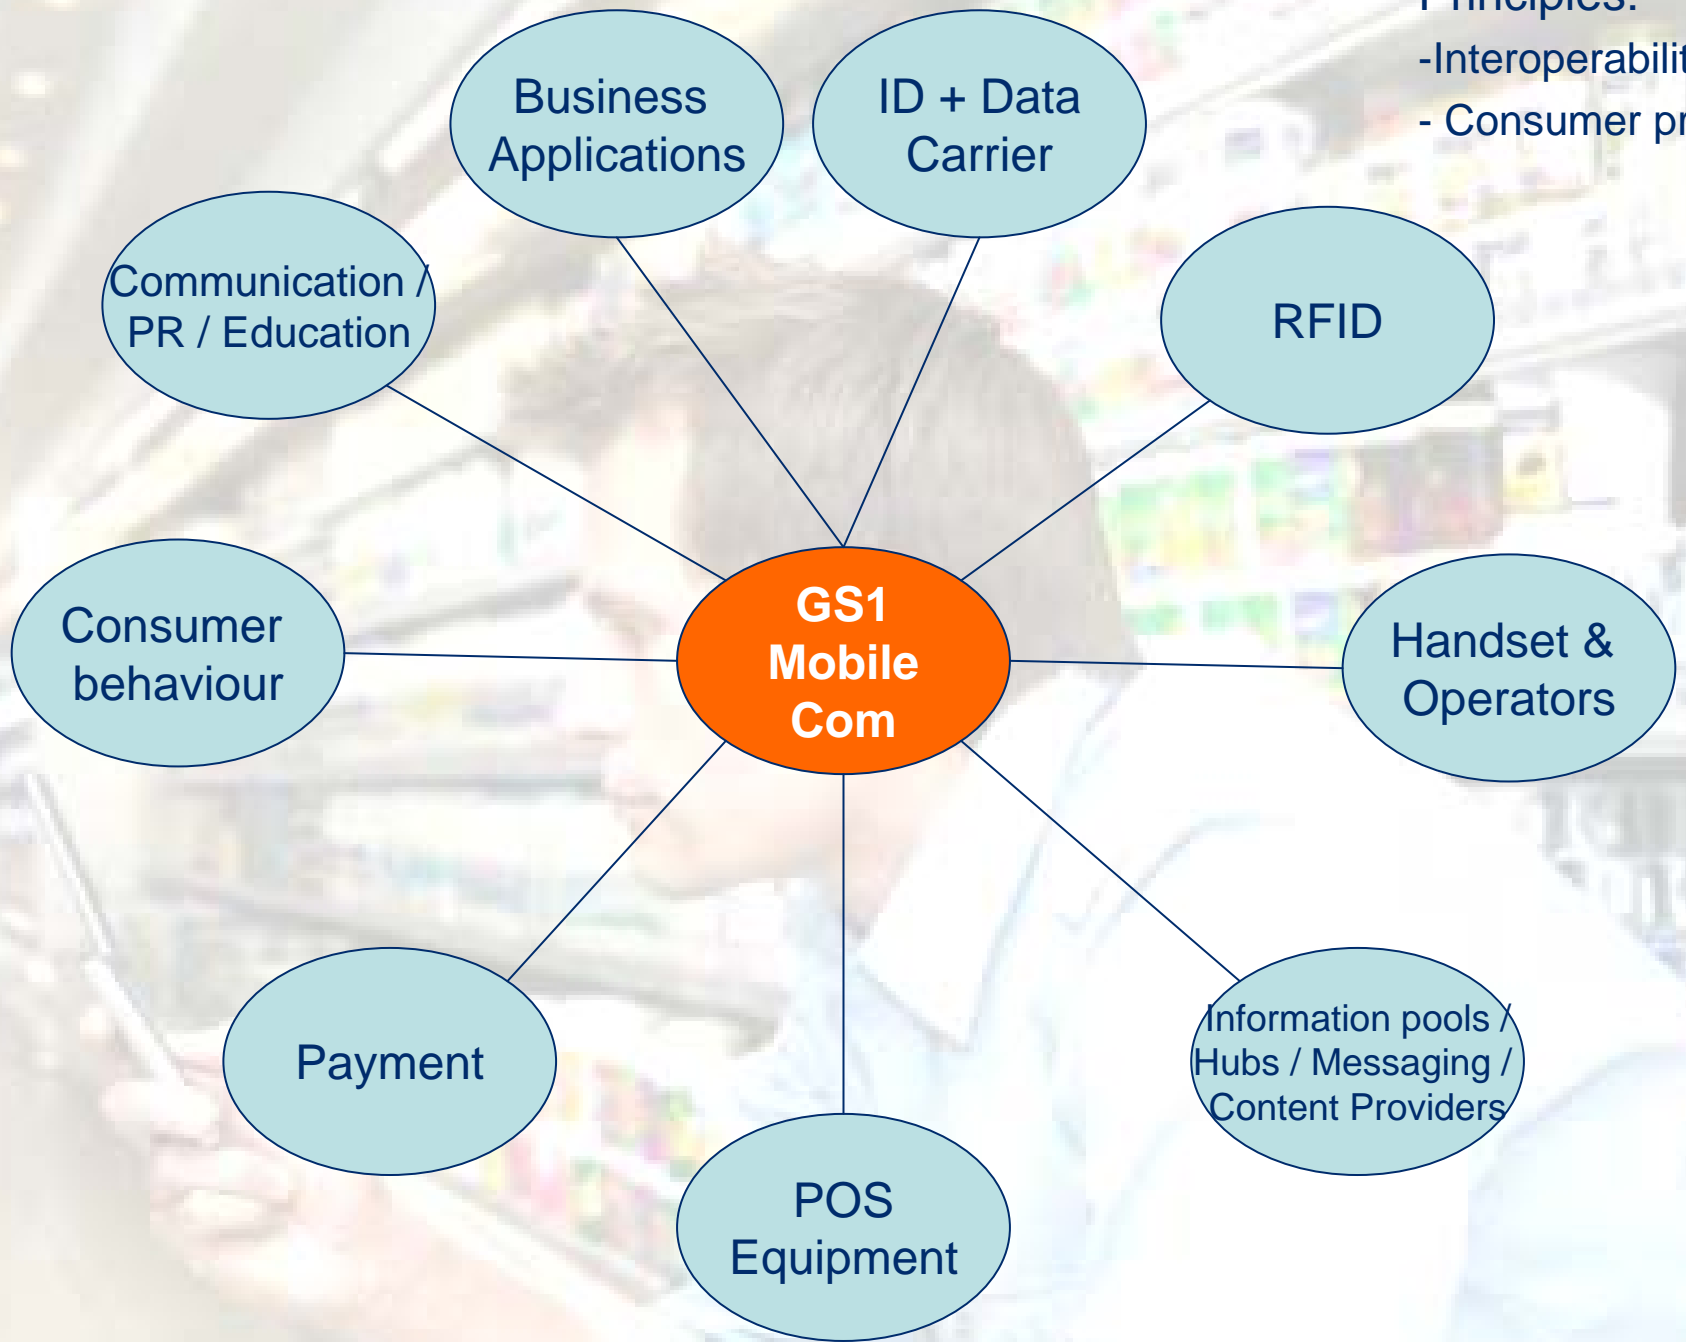 Principles:
-Interoperabilit
- Consumer pr
Business
Applications
ID + Data
Carrier
Communication /
PR / Education
RFID
GS1
Mobile
Com
Consumer
behaviour
Handset &
Operators
Payment
Information pools /
Hubs / Messaging /
Content Providers
POS
Equipment